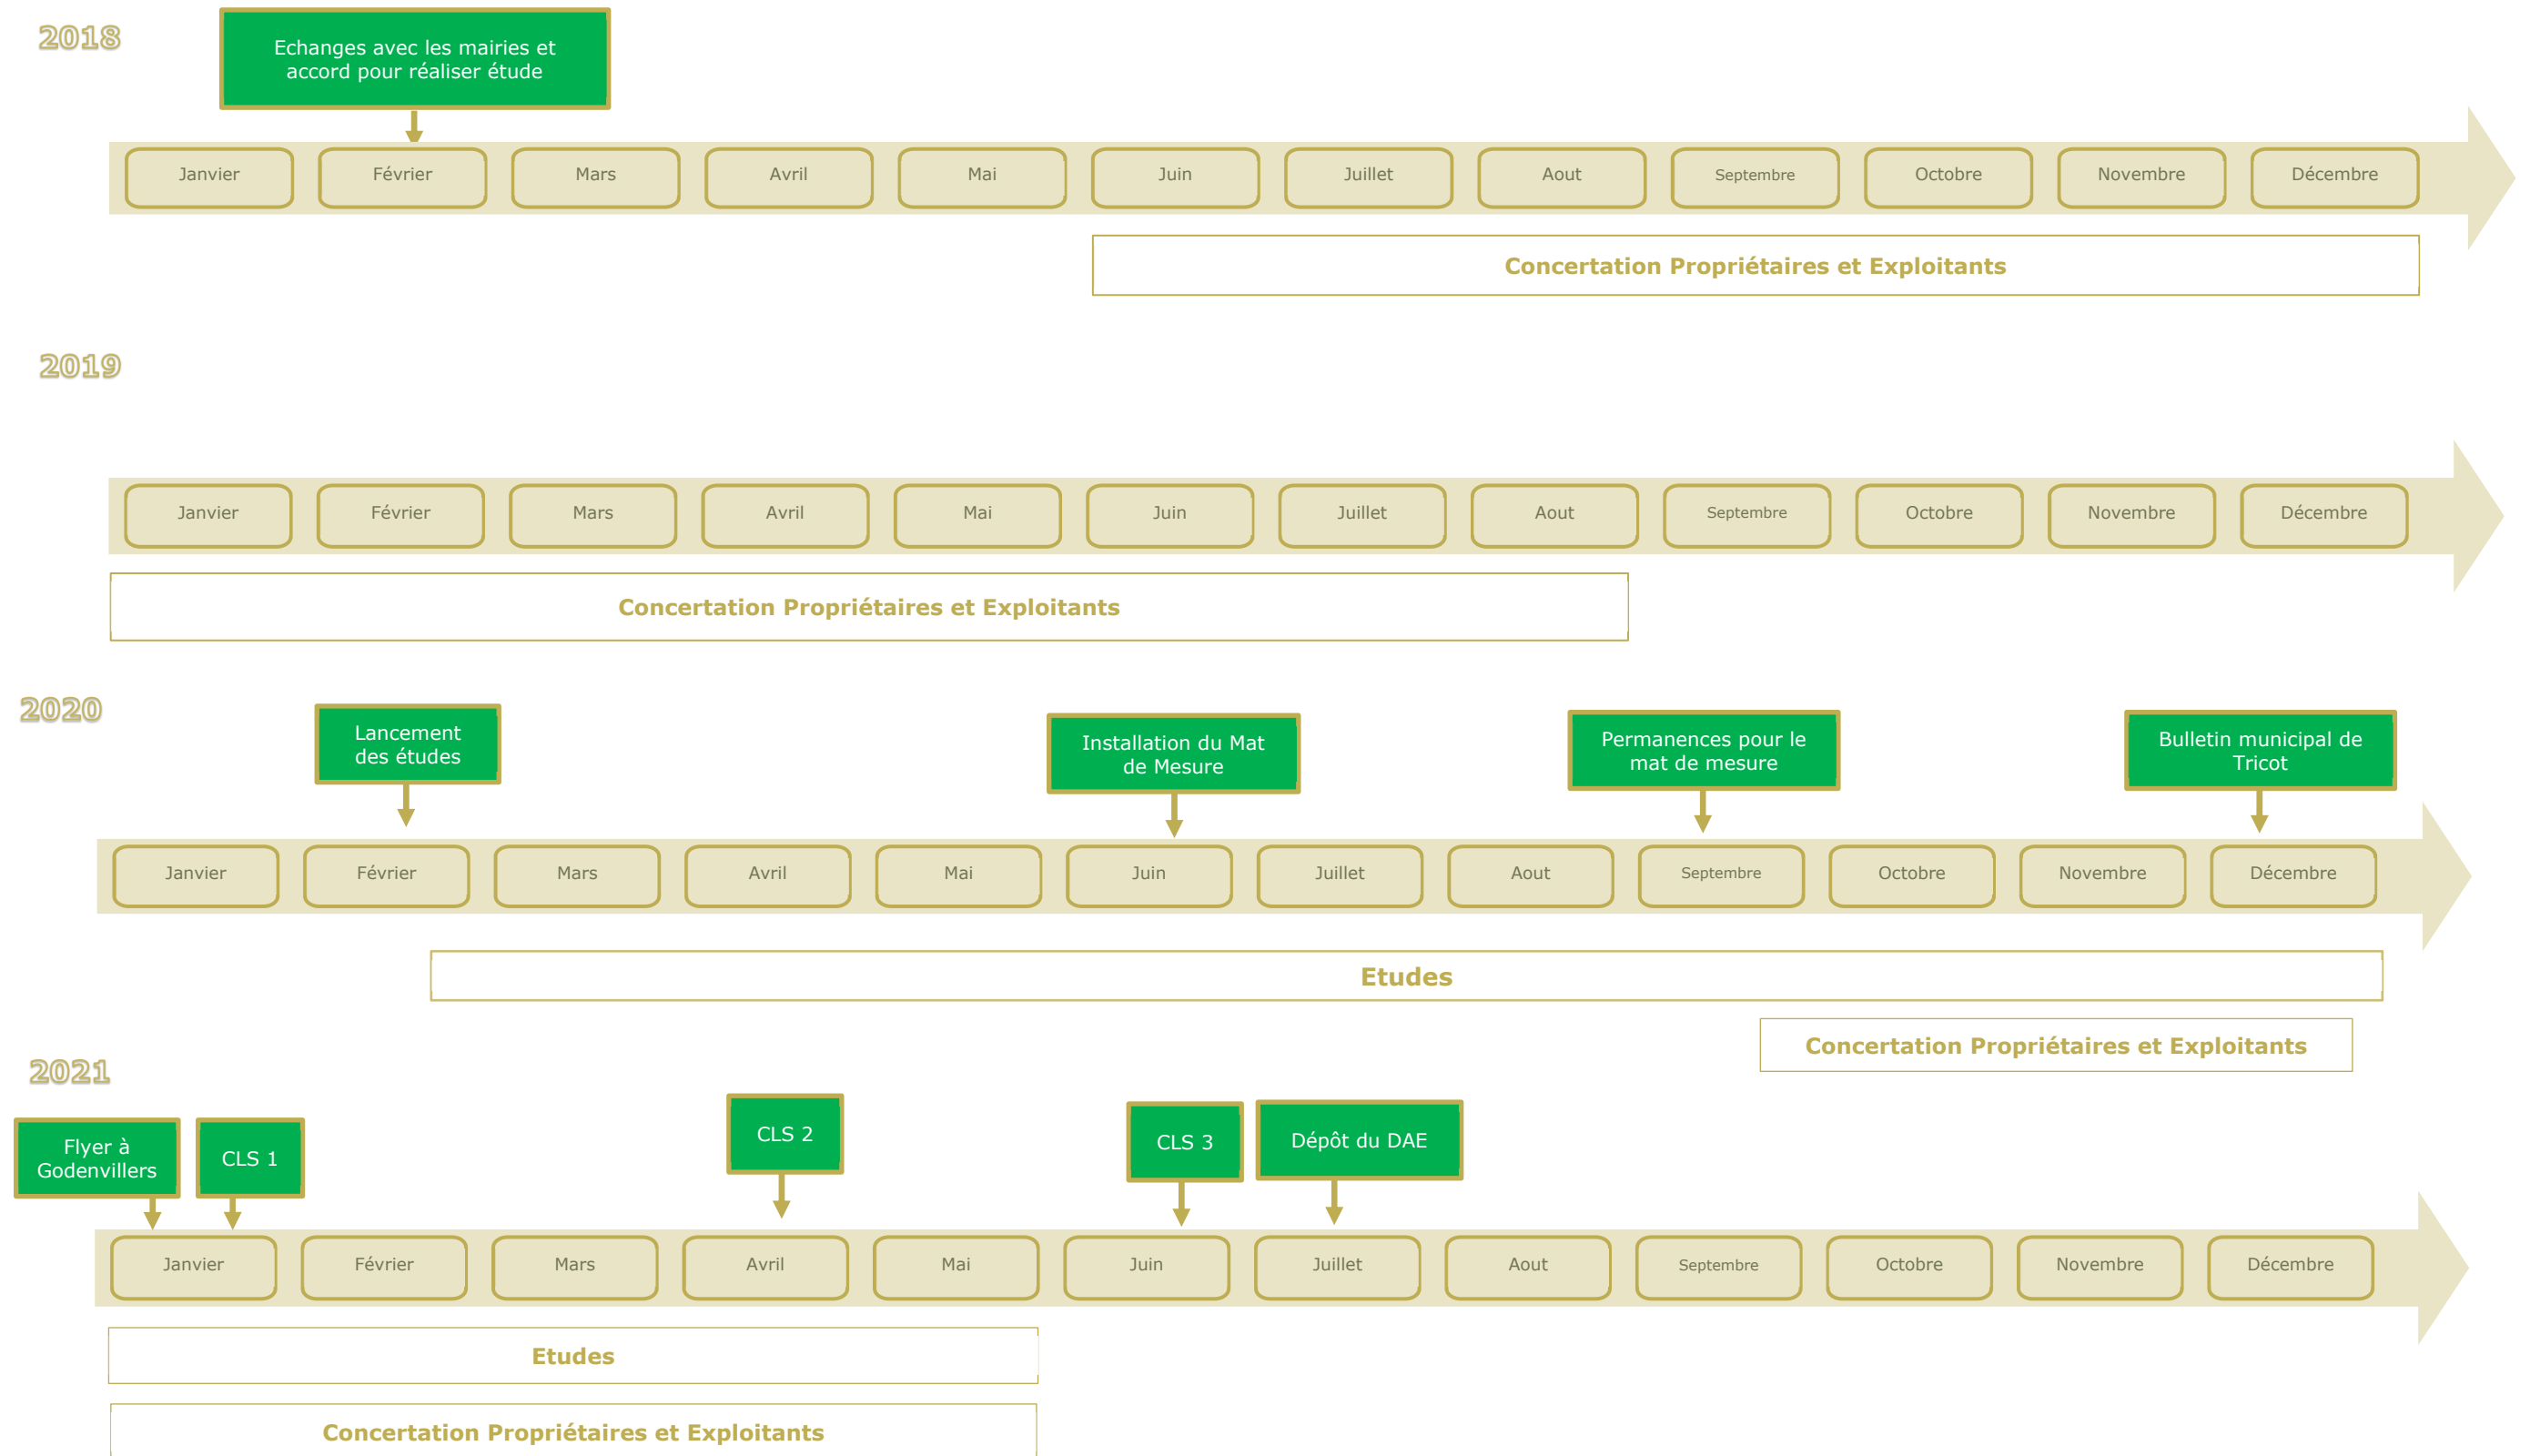 2018
Echanges avec les mairies et
accord pour réaliser étude
Janvier Février Mars Avril Mai Juin Juillet Aout Septembre Octobre Novembre Décembre
Concertation Propriétaires et Exploitants
2019
Janvier Février Mars Avril Mai Juin Juillet Aout Septembre Octobre Novembre Décembre
Concertation Propriétaires et Exploitants
2020
Lancement
des études
Installation du Mat
de Mesure
Permanences pour le
mat de mesure
Bulletin municipal de
Tricot
Janvier Février Mars Avril Mai Juin Juillet Aout Septembre Octobre Novembre Décembre
Etudes
Concertation Propriétaires et Exploitants
2021
Flyer à
Godenvillers
CLS 1
CLS 2
CLS 3
Dépôt du DAE
Janvier Février Mars Avril Mai Juin Juillet Aout Septembre Octobre Novembre Décembre
Etudes
Concertation Propriétaires et Exploitants